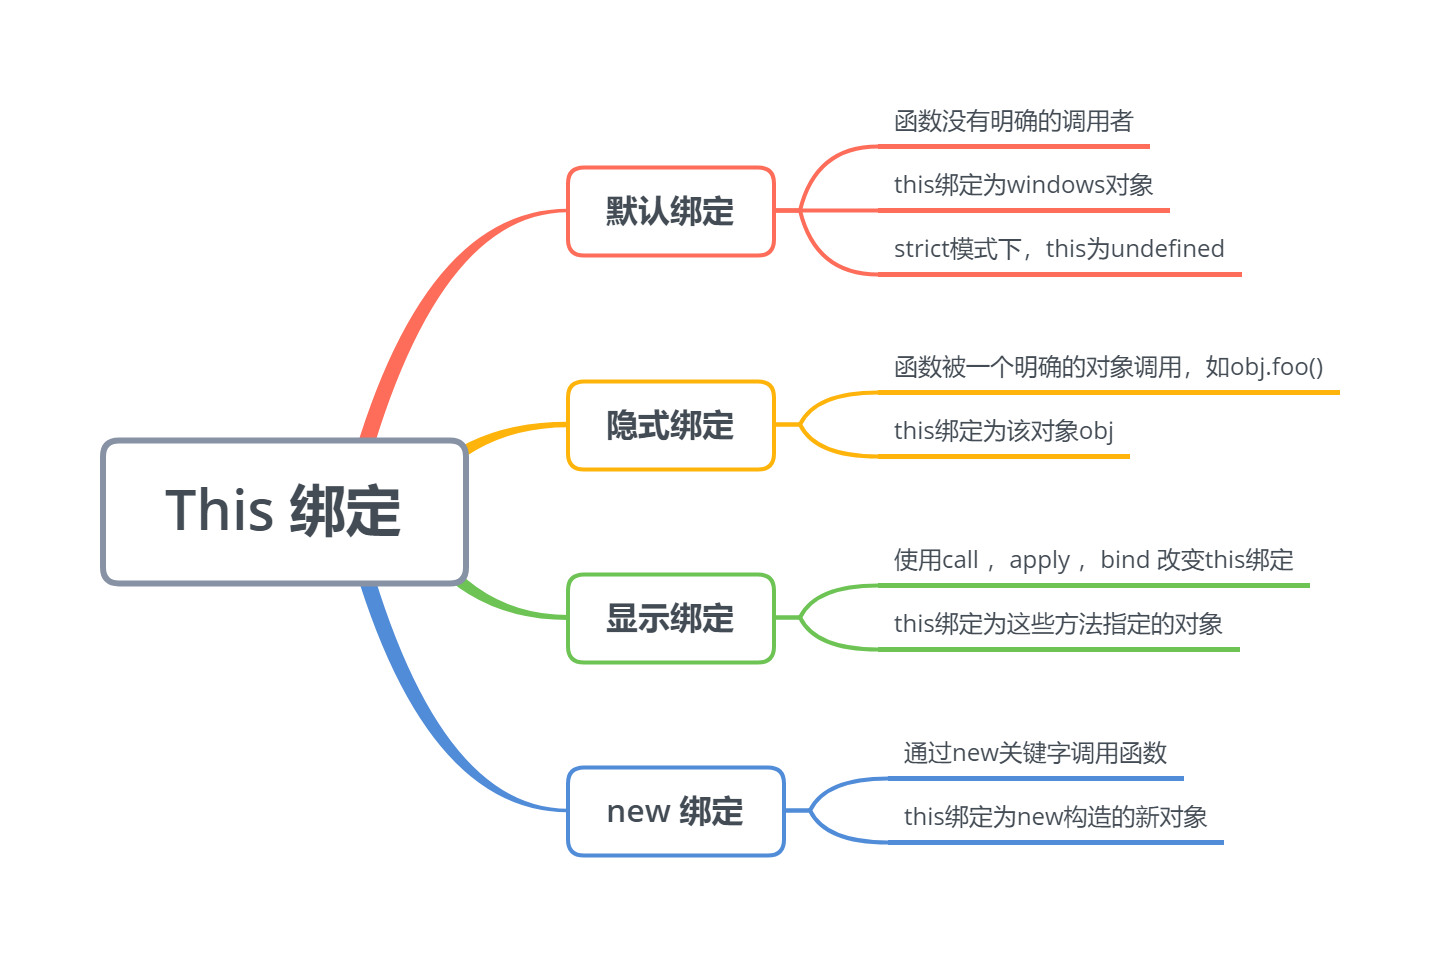 This 绑定
默认绑定
函数没有明确的调用者
this绑定为windows对象
strict模式下，this为undefined
隐式绑定
函数被一个明确的对象调用，如obj.foo()
this绑定为该对象obj
显示绑定
使用call ，apply ，bind 改变this绑定
this绑定为这些方法指定的对象
new 绑定
通过new关键字调用函数
this绑定为new构造的新对象